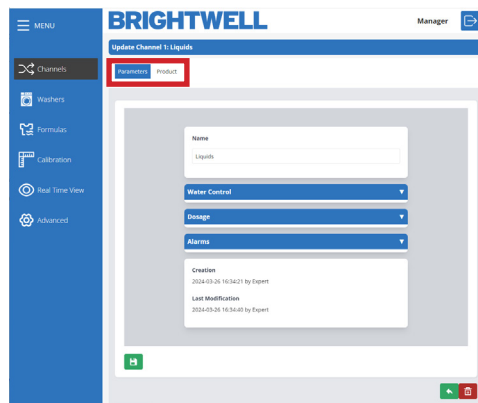 MENU
BRIGHTWELL
Manager
Update Channel 1: Liquids
Channels
Parameters Product
Washers
Formulas
Calibration
Real Time View
Advanced
Name
Liquids
Water Control
Dosage
Alarms
Creation
2024-03-26 16:34:21 by Expert
Last Modification
2024-03-26 16:34:40 by Expert